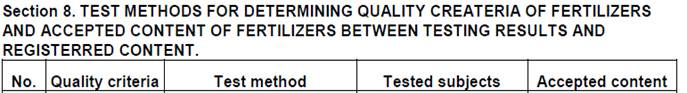 Section 8. TEST METHODS FOR DETERMINING QUALITY CREATERIA OF FERTILIZERS
AND ACCEPTED CONTENT OF FERTILIZERS BETWEEN TESTING RESULTS AND
REGISTERRED CONTENT.
No. Quality criteria Test method Tested subjects Accepted content